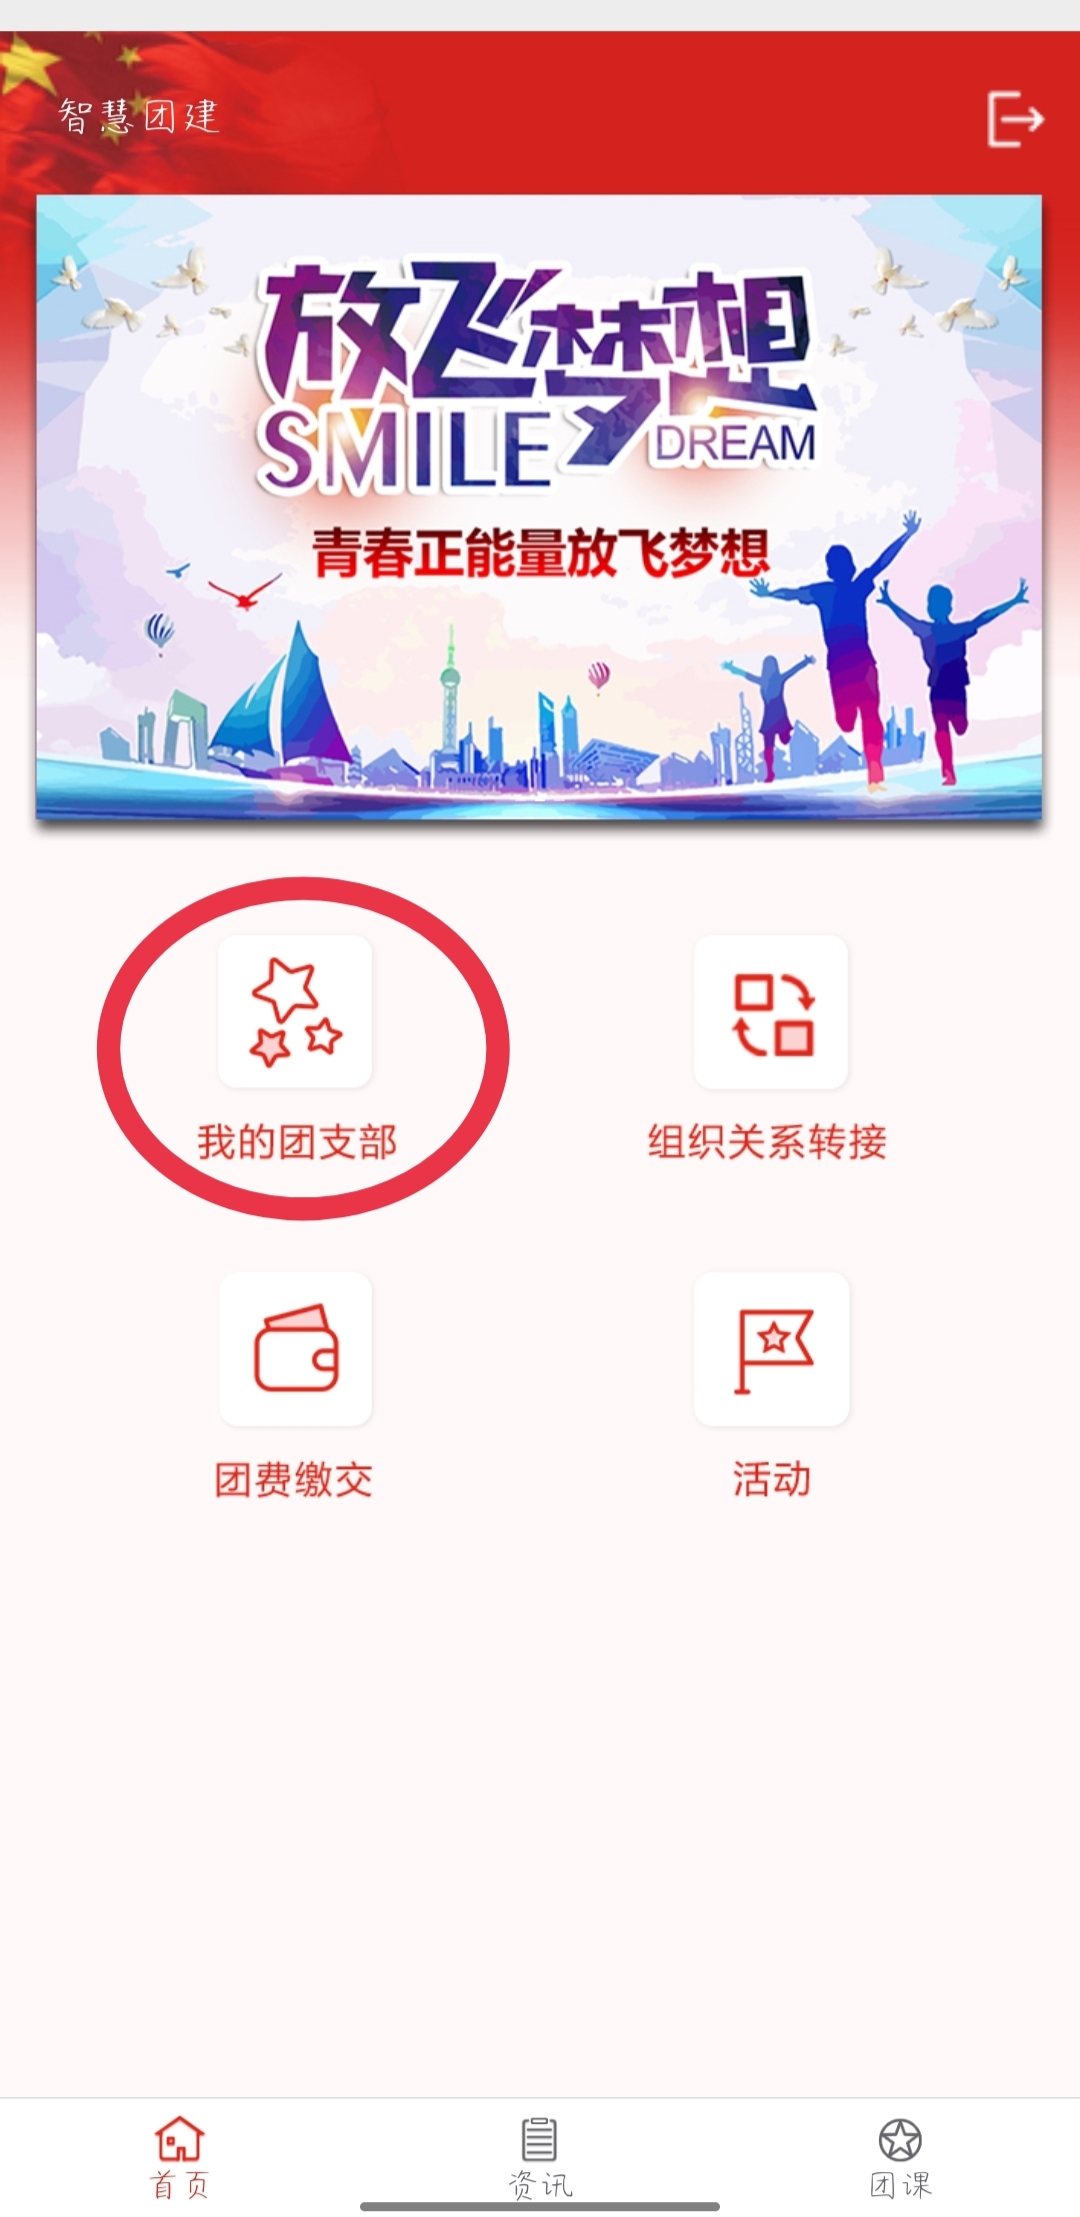 智慧团建
放飞梦想
SMILE DREAM
青春正能量放飞梦想
我的团支部
组织关系转接
团费缴交
活动
首页
资讯
团课